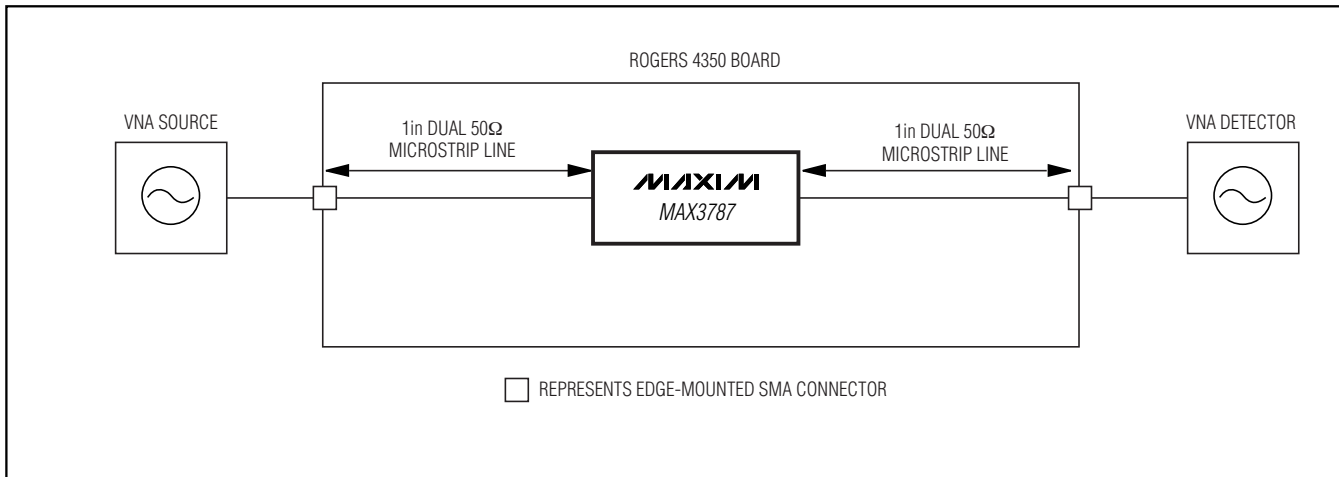 ROGERS 4350 BOARD
VNA SOURCE
1in DUAL 50Ω
MICROSTRIP LINE
1in DUAL 50Ω
MICROSTRIP LINE
VNA DETECTOR
MAXIM
MAX3787
REPRESENTS EDGE-MOUNTED SMA CONNECTOR